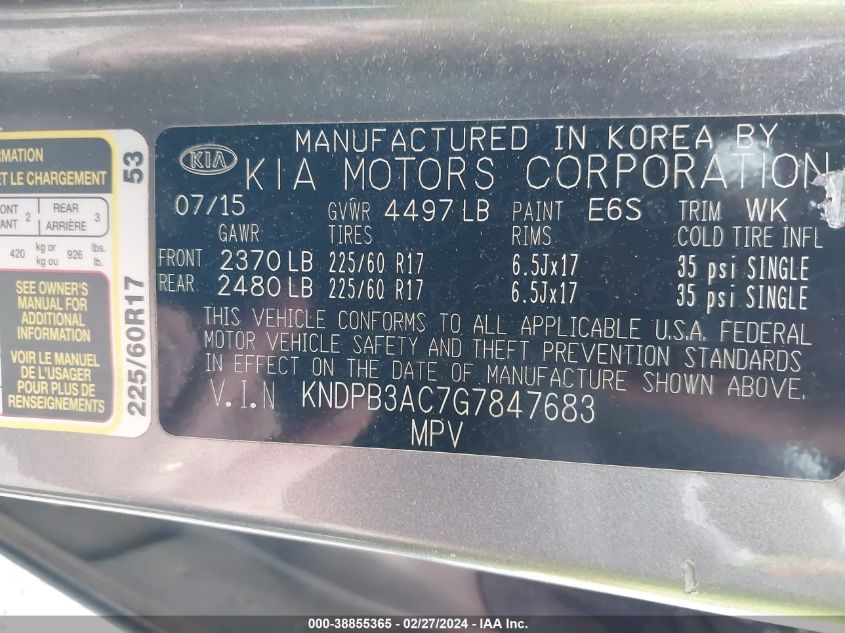 RMATION
ET LE CHARGEMENT
53
ONT 2 REAR 3
ANT ARRIÈRE
420 kg or 926 lbs.
kg ou lb.
SEE OWNER'S
MANUAL FOR
ADDITIONAL
INFORMATION
VOIR LE MANUEL
DE L'USAGER
POUR PLUS DE
RENSEIGNEMENTS
225/60R17
KIA
MANUFACTURED IN KOREA BY
KIA MOTORS CORPORATION
07/15 GVWR 4497 LB PAINT E6S TRIM WK
GAWR TIRES RIMS COLD TIRE INFL
FRONT 2370 LB 225/60 R17 6.5Jx17 35 psi SINGLE
REAR 2480 LB 225/60 R17 6.5Jx17 35 psi SINGLE
THIS VEHICLE CONFORMS TO ALL APPLICABLE U.S.A. FEDERAL
MOTOR VEHICLE SAFETY AND THEFT PREVENTION STANDARDS
IN EFFECT ON THE DATE OF MANUFACTURE SHOWN ABOVE.
V.I.N KNDPB3AC7G7847683
MPV
000-38855365 - 02/27/2024 - IAA Inc.